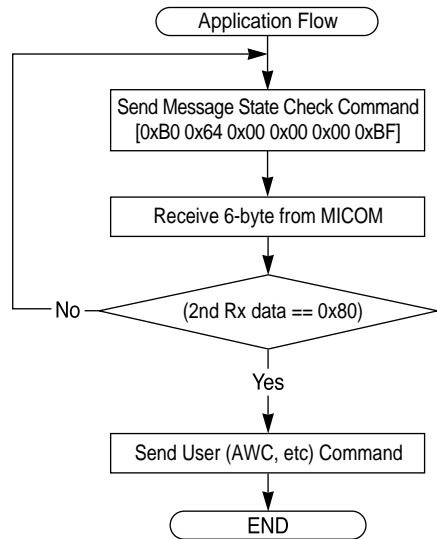 Application Flow
Send Message State Check Command
[0xB0 0x64 0x00 0x00 0x00 0xBF]
Receive 6-byte from MICOM
No
(2nd Rx data == 0x80)
Yes
Send User (AWC, etc) Command
END